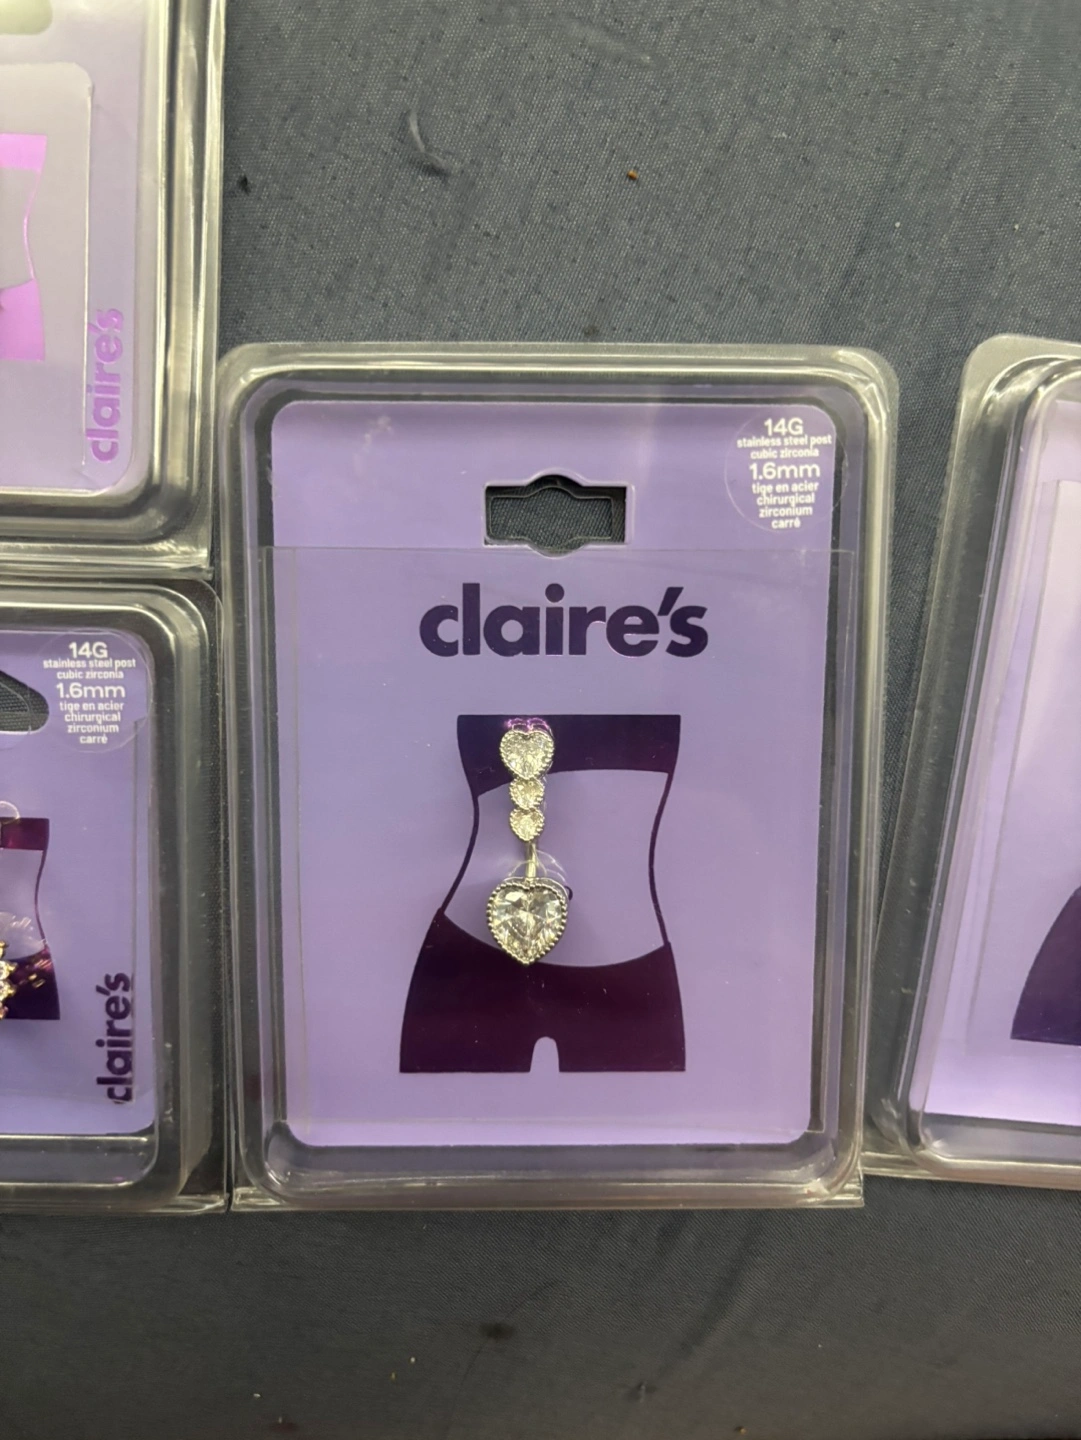 claire's
14G
stainless steel post
cubic zirconia
1.6mm
tige en acier
chirurgical
zirconium
carré
claire's
14G
stainless steel post
cubic zirconia
1.6mm
tige en acier
chirurgical
zirconium
carré
claire's